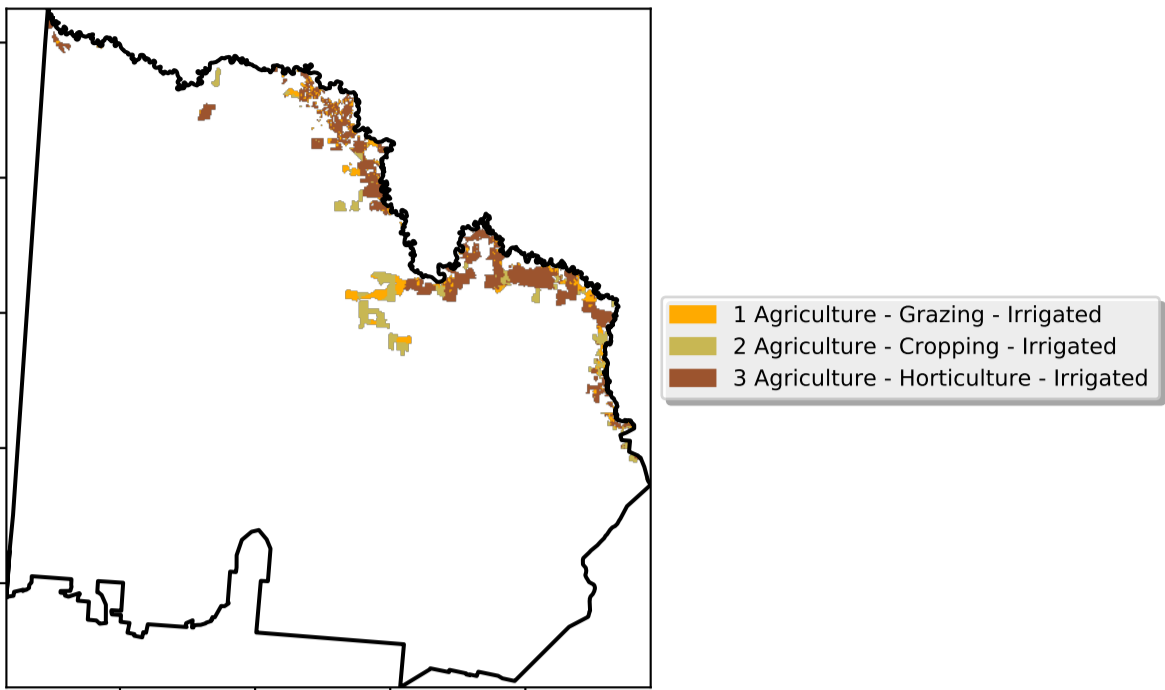 1 Agriculture - Grazing - Irrigated
2 Agriculture - Cropping - Irrigated
3 Agriculture - Horticulture - Irrigated